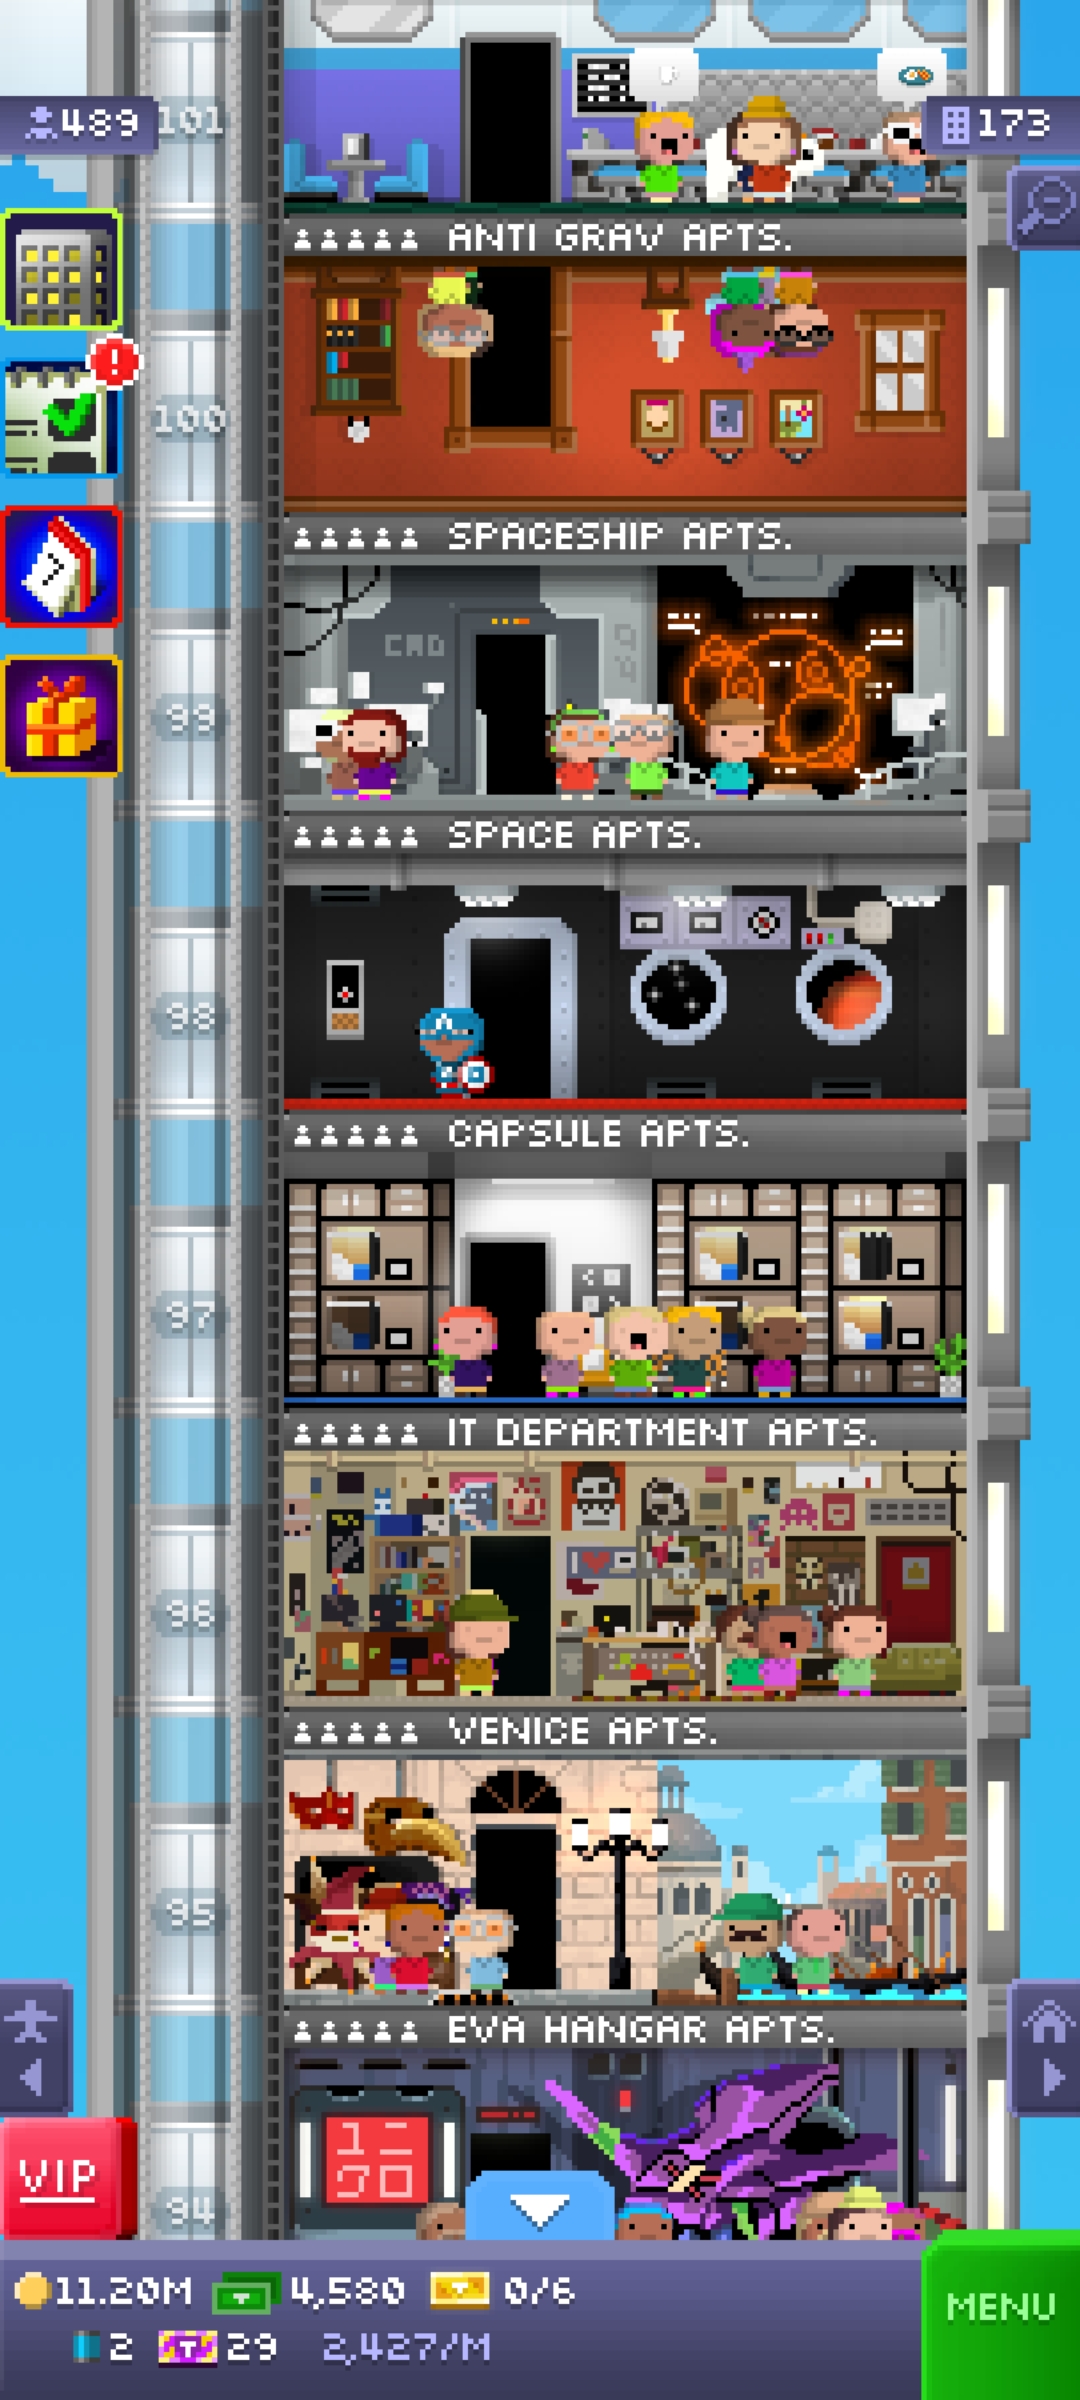 101
489
173
ANTI GRAV APTS.
100
SPACESHIP APTS.
CAD
99
SPACE APTS.
98
CAPSULE APTS.
97
IT DEPARTMENT APTS.
96
VENICE APTS.
95
EVA HANGAR APTS.
94
VIP
11.20M 4,580 0/6
2 29 2,427/M
MENU